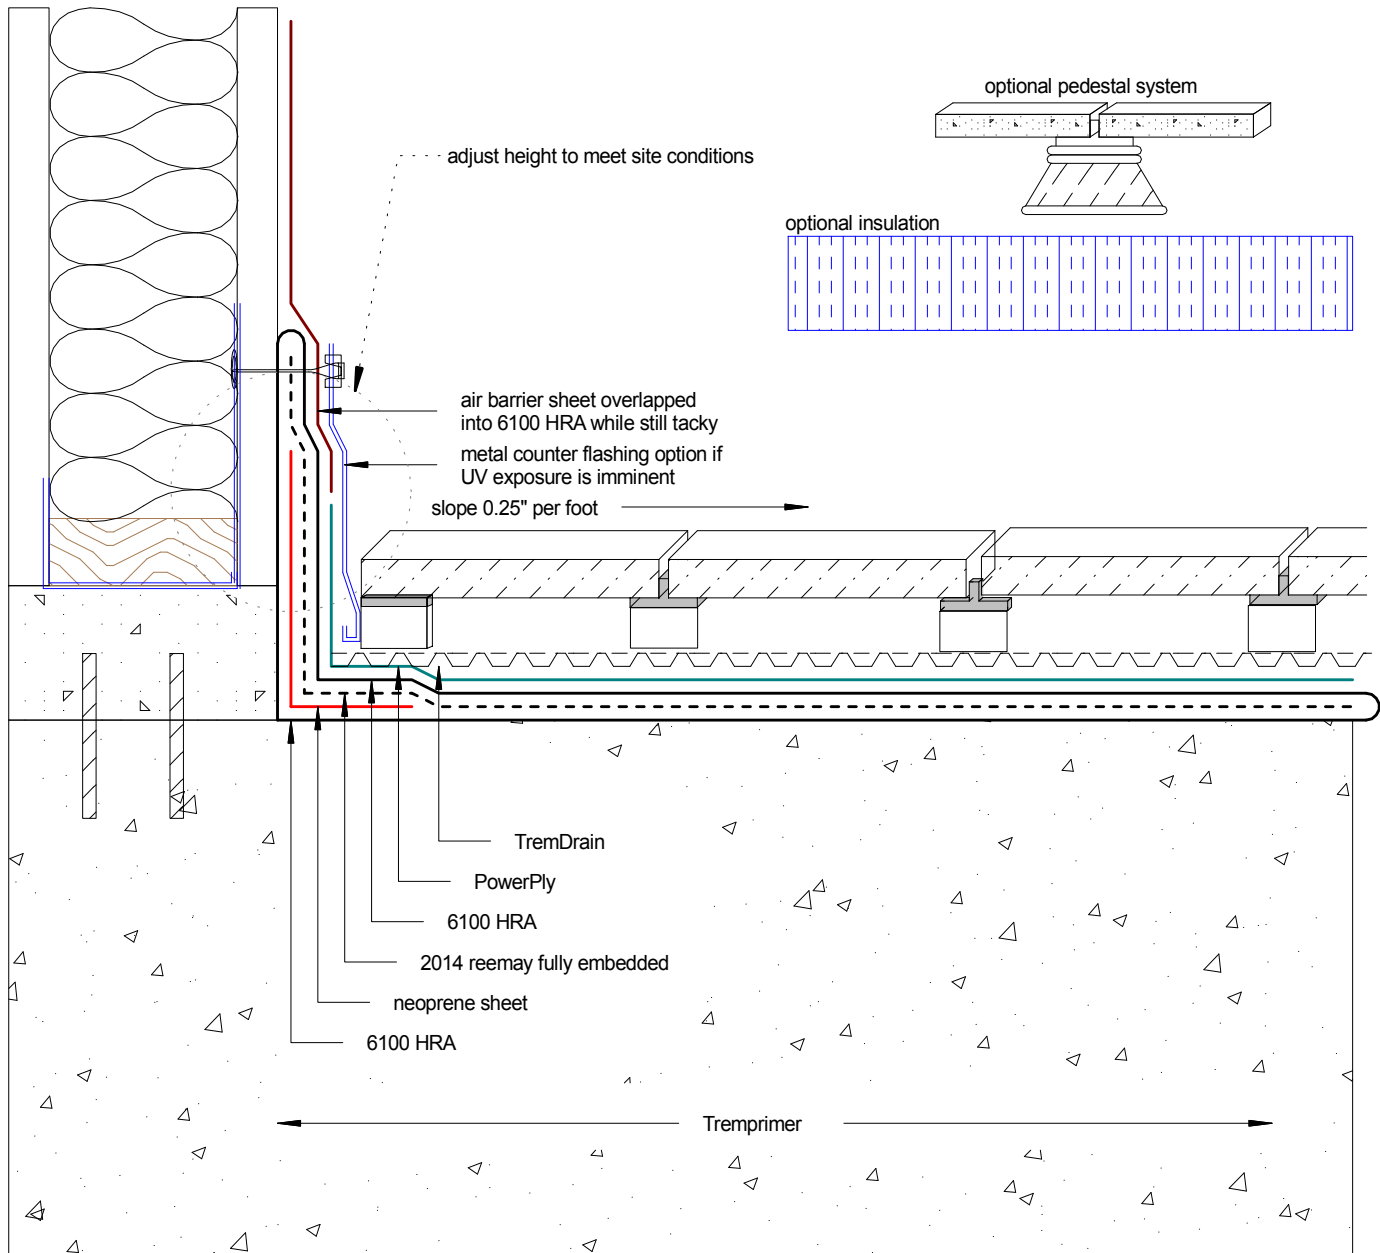 optional pedestal system
adjust height to meet site conditions
optional insulation
air barrier sheet overlapped
into 6100 HRA while still tacky
metal counter flashing option if
UV exposure is imminent
slope 0.25" per foot
TremDrain
PowerPly
6100 HRA
2014 reemay fully embedded
neoprene sheet
6100 HRA
Tremprimer